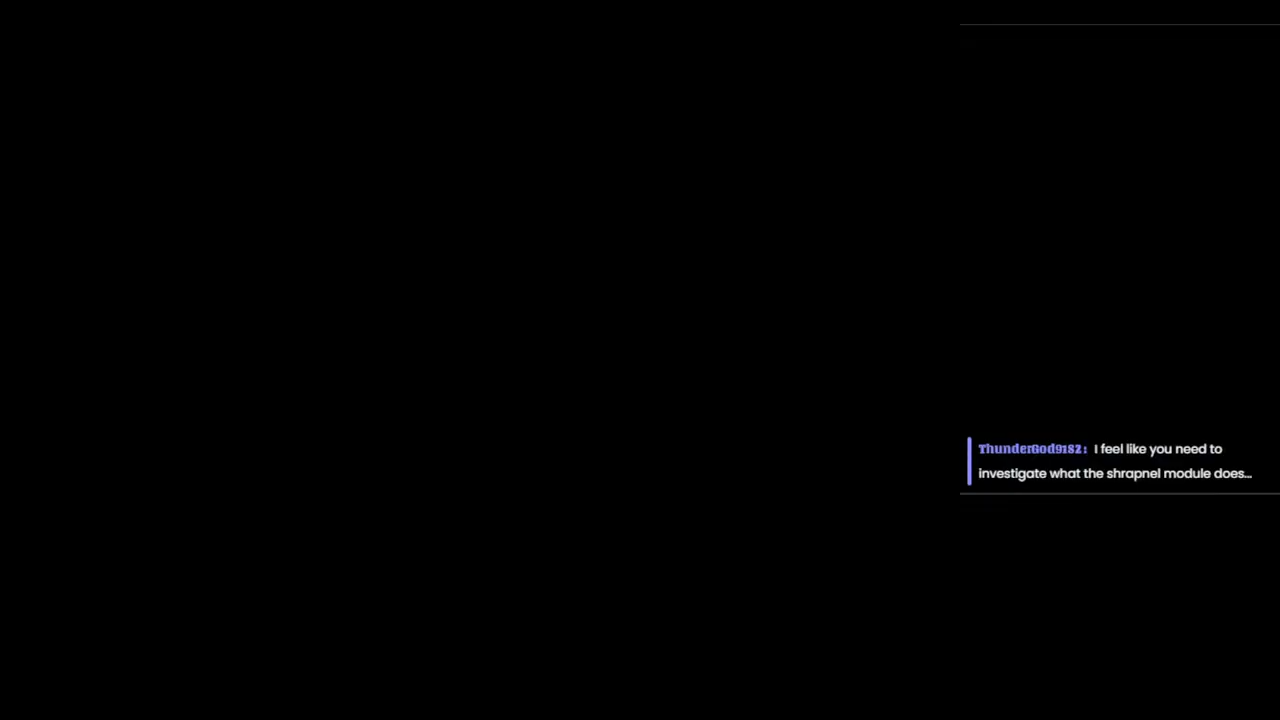 ThunderGod9182: I feel like you need to
investigate what the shrapnel module does...